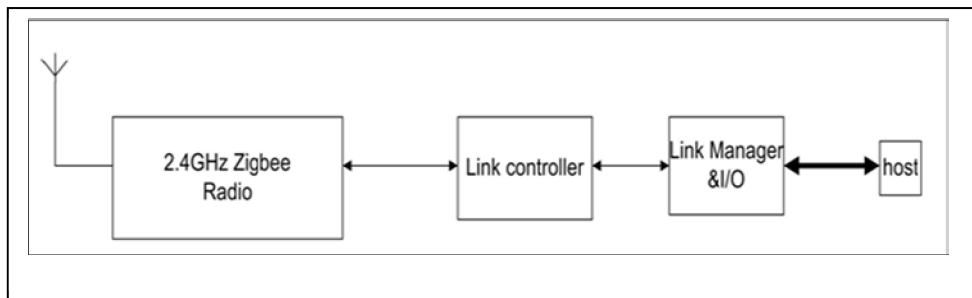 2.4GHz Zigbee
Radio
Link controller
Link Manager
&I/O
host